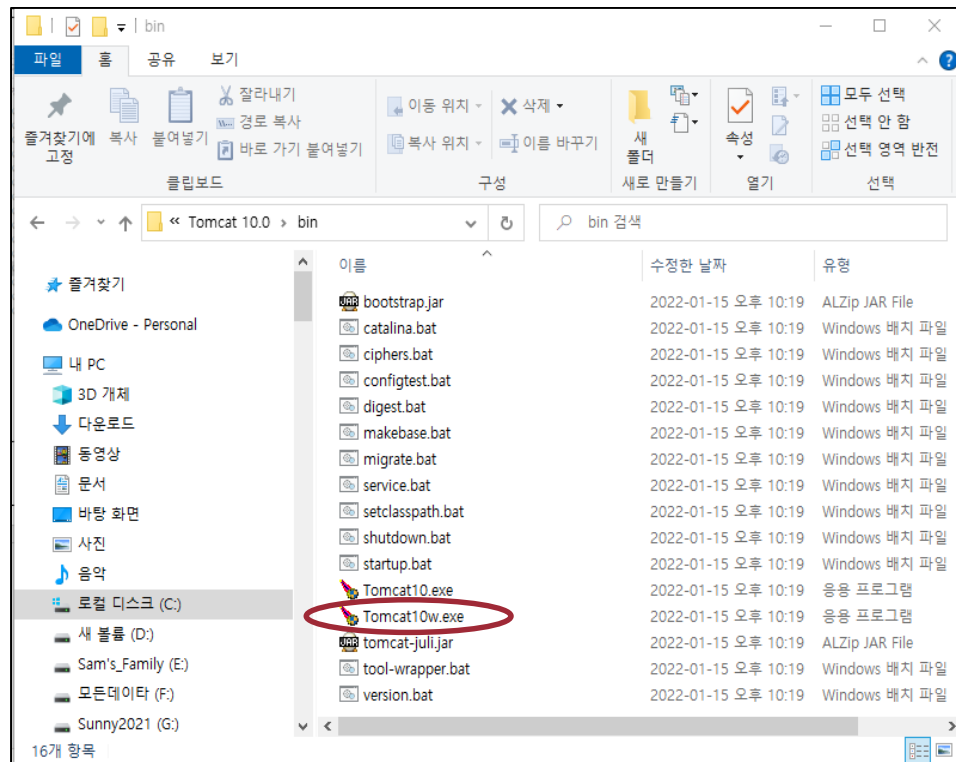 bin
파일 홈 공유 보기
즐겨찾기에 고정
복사
붙여넣기
잘라내기
경로 복사
바로 가기 붙여넣기
클립보드
이동 위치
복사 위치
삭제
이름 바꾸기
구성
새 폴더
새로 만들기
속성
열기
모두 선택
선택 안 함
선택 영역 반전
선택
« Tomcat 10.0 › bin
bin 검색
즐겨찾기
OneDrive - Personal
내 PC
3D 개체
다운로드
동영상
문서
바탕 화면
사진
음악
로컬 디스크 (C:)
새 볼륨 (D:)
Sam's_Family (E:)
모든데이타 (F:)
Sunny2021 (G:)
이름 수정한 날짜 유형
bootstrap.jar 2022-01-15 오후 10:19 ALZip JAR File
catalina.bat 2022-01-15 오후 10:19 Windows 배치 파일
ciphers.bat 2022-01-15 오후 10:19 Windows 배치 파일
configtest.bat 2022-01-15 오후 10:19 Windows 배치 파일
digest.bat 2022-01-15 오후 10:19 Windows 배치 파일
makebase.bat 2022-01-15 오후 10:19 Windows 배치 파일
migrate.bat 2022-01-15 오후 10:19 Windows 배치 파일
service.bat 2022-01-15 오후 10:19 Windows 배치 파일
setclasspath.bat 2022-01-15 오후 10:19 Windows 배치 파일
shutdown.bat 2022-01-15 오후 10:19 Windows 배치 파일
startup.bat 2022-01-15 오후 10:19 Windows 배치 파일
Tomcat10.exe 2022-01-15 오후 10:19 응용 프로그램
Tomcat10w.exe 2022-01-15 오후 10:19 응용 프로그램
tomcat-juli.jar 2022-01-15 오후 10:19 ALZip JAR File
tool-wrapper.bat 2022-01-15 오후 10:19 Windows 배치 파일
version.bat 2022-01-15 오후 10:19 Windows 배치 파일
16개 항목